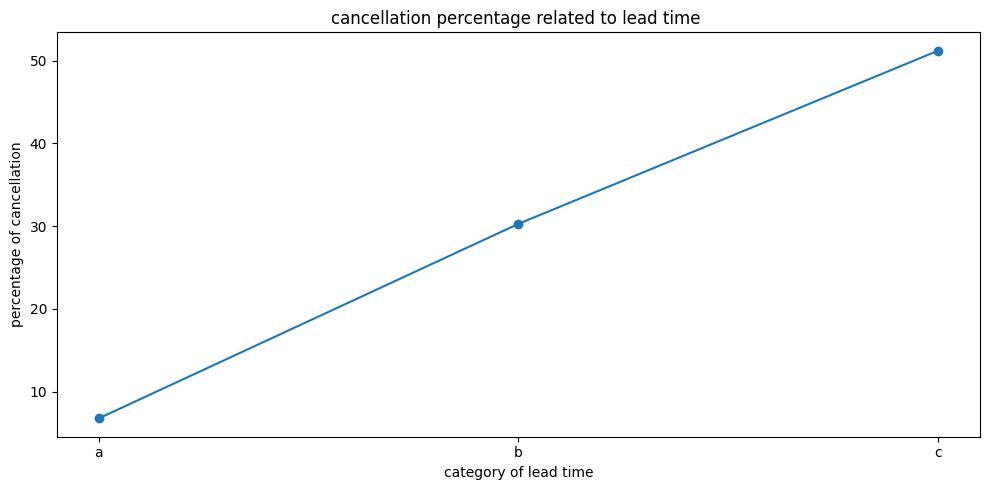 cancellation percentage related to lead time
percentage of cancellation
50
40
30
20
10
a
b
c
category of lead time